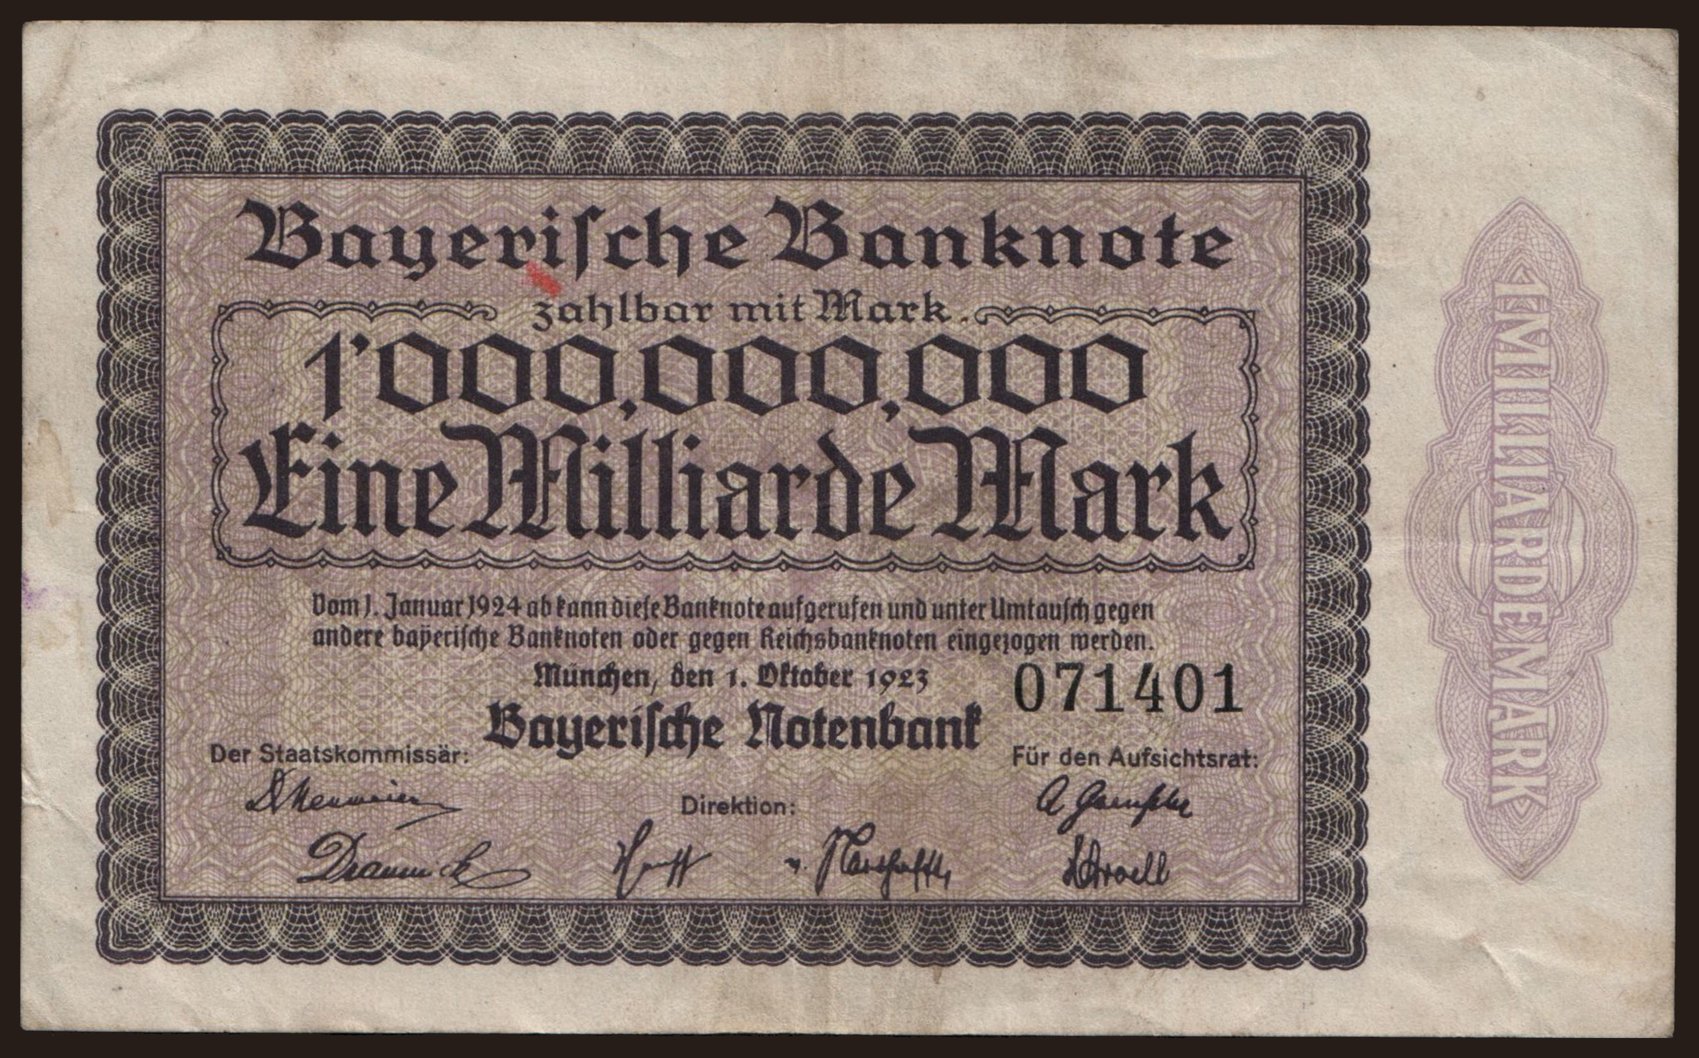 Bayerische Banknote
zahlbar mit Mark
1'000,000,000
Eine Milliarde Mark
Vom 1. Januar 1924 ab kann diese Banknote aufgerufen und unter Umtausch gegen
andere bayerische Banknoten oder gegen Reichsbanknoten eingezogen werden.
München, den 1. Oktober 1923
071401
Bayerische Notenbank
Der Staatskommissär:
Für den Aufsichtsrat:
Direktion:
1 MILLIARDE MARK